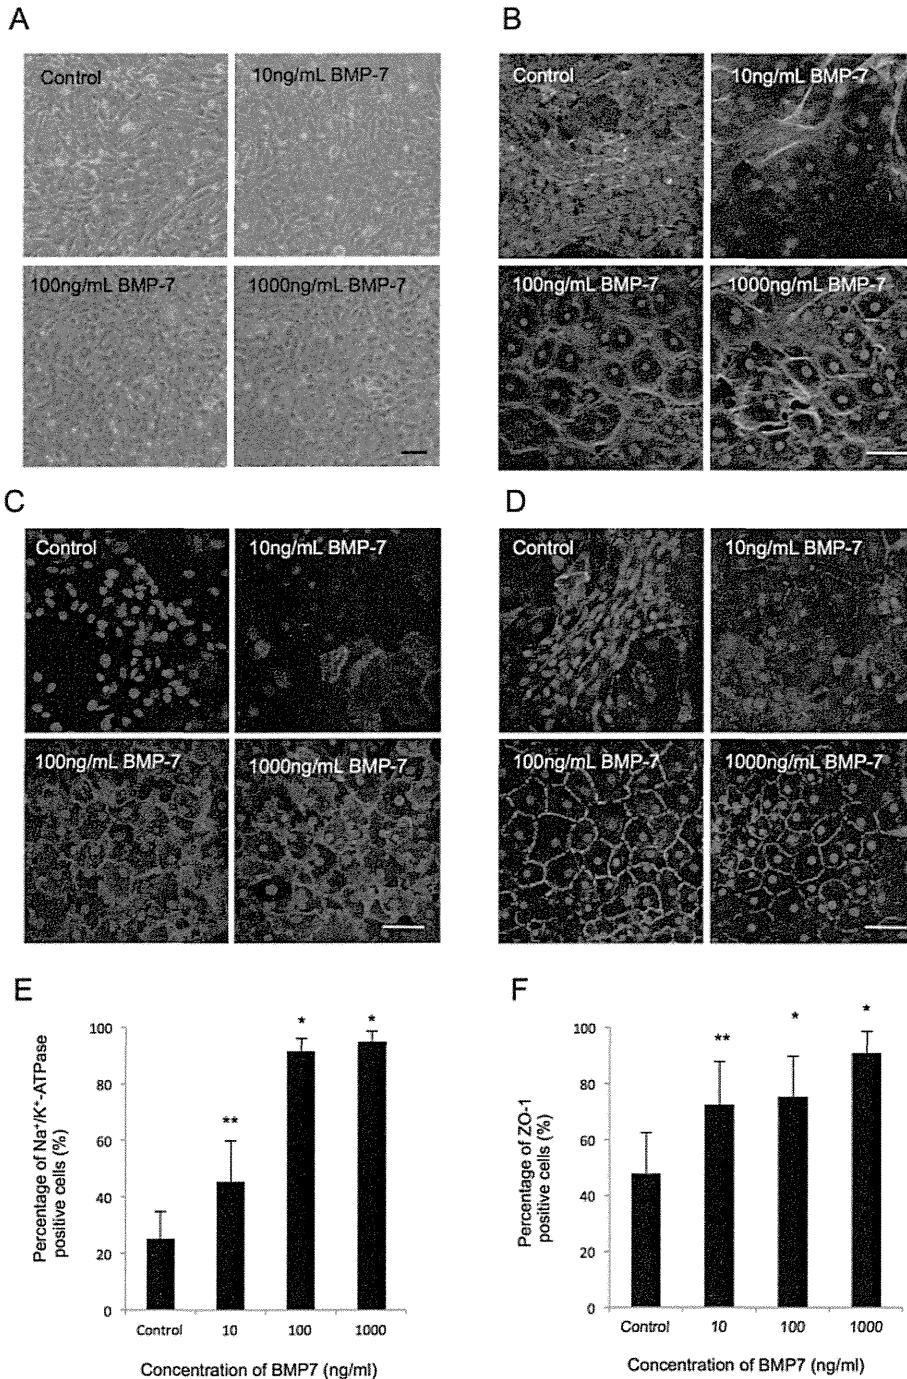 A
B
Control
10ng/mL BMP-7
Control
10ng/mL BMP-7
100ng/mL BMP-7
1000ng/mL BMP-7
100ng/mL BMP-7
1000ng/mL BMP-7
C
D
Control
10ng/mL BMP-7
Control
10ng/mL BMP-7
100ng/mL BMP-7
1000ng/mL BMP-7
100ng/mL BMP-7
1000ng/mL BMP-7
E
Percentage of Na⁺/K⁺-ATPase
positive cells (%)
100
80
60
40
20
0
**
*
*
Control
10
100
1000
Concentration of BMP7 (ng/ml)
F
Percentage of ZO-1
positive cells (%)
100
80
60
40
20
0
**
*
*
Control
10
100
1000
Concentration of BMP7 (ng/ml)